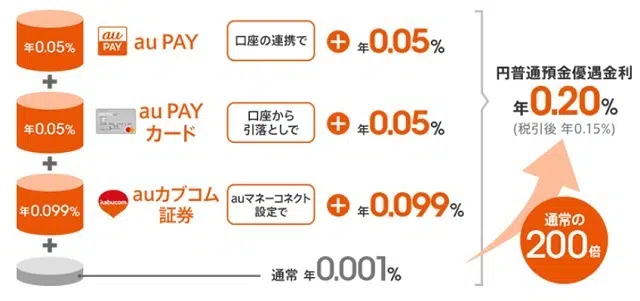 年0.05%
au
PAY
au PAY
口座の連携で
+ 年0.05%
+
年0.05%
au PAY
カード
口座から
引落としで
+ 年0.05%
+
年0.099%
kabucom
auカブコム
証券
auマネーコネクト
設定で
+ 年0.099%
+
通常 年0.001%
円普通預金優遇金利
年0.20%
(税引後 年0.15%)
通常の
200倍